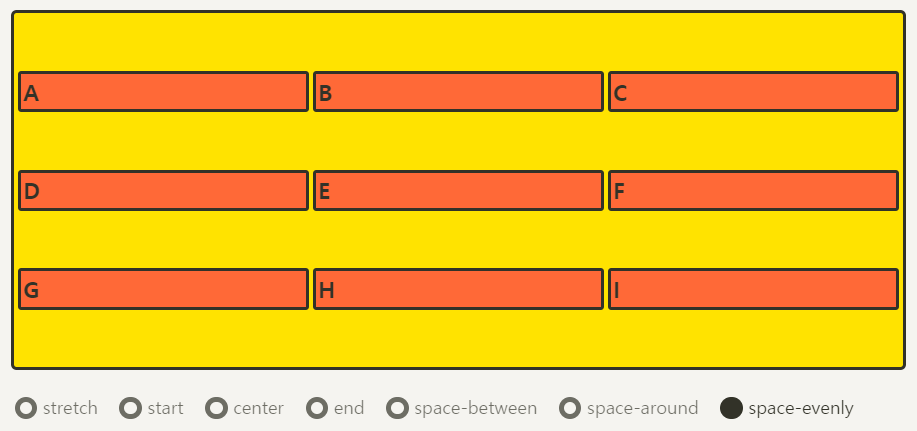 A B C
D E F
G H I
stretch start center end space-between space-around space-evenly